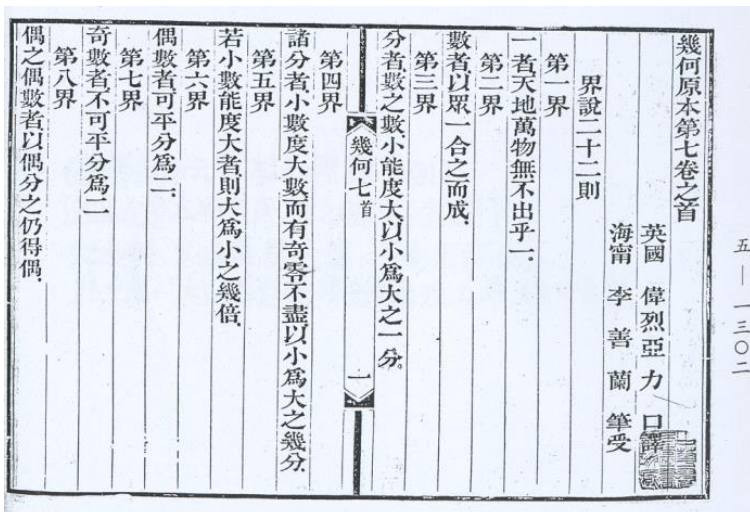 幾何原本第七卷之首
英國 偉烈亞力 口譯
海甯 李善蘭 筆受
界說二十二則
第一界
一者天地萬物無不出乎一.
第二界
數者以眾一合之而成、
第三界
分者數之數小能度大以小爲大之一分。
幾何七首
一
第四界
諸分者小數度大數而有奇零不盡以小爲大之幾分、
第五界
若小數能度大者則大爲小之幾倍、
第六界
偶數者可平分爲二、
第七界
奇數者不可平分爲二
第八界
偶之偶數者以偶分之仍得偶、
五－一三〇二